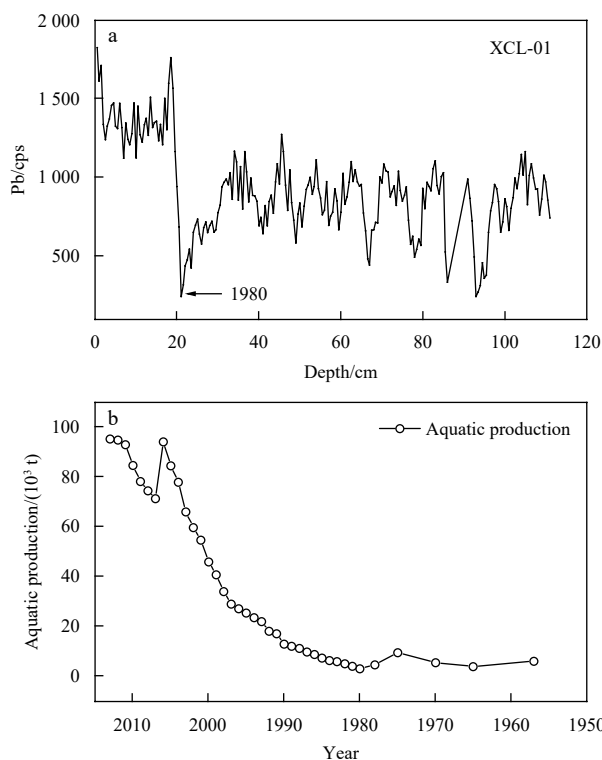 a
XCL-01
2 000
1 500
1 000
500
Pb/cps
1980
0 20 40 60 80 100 120
Depth/cm
b
Aquatic production
100
80
60
40
20
0
Aquatic production/(10³ t)
2010 2000 1990 1980 1970 1960 1950
Year